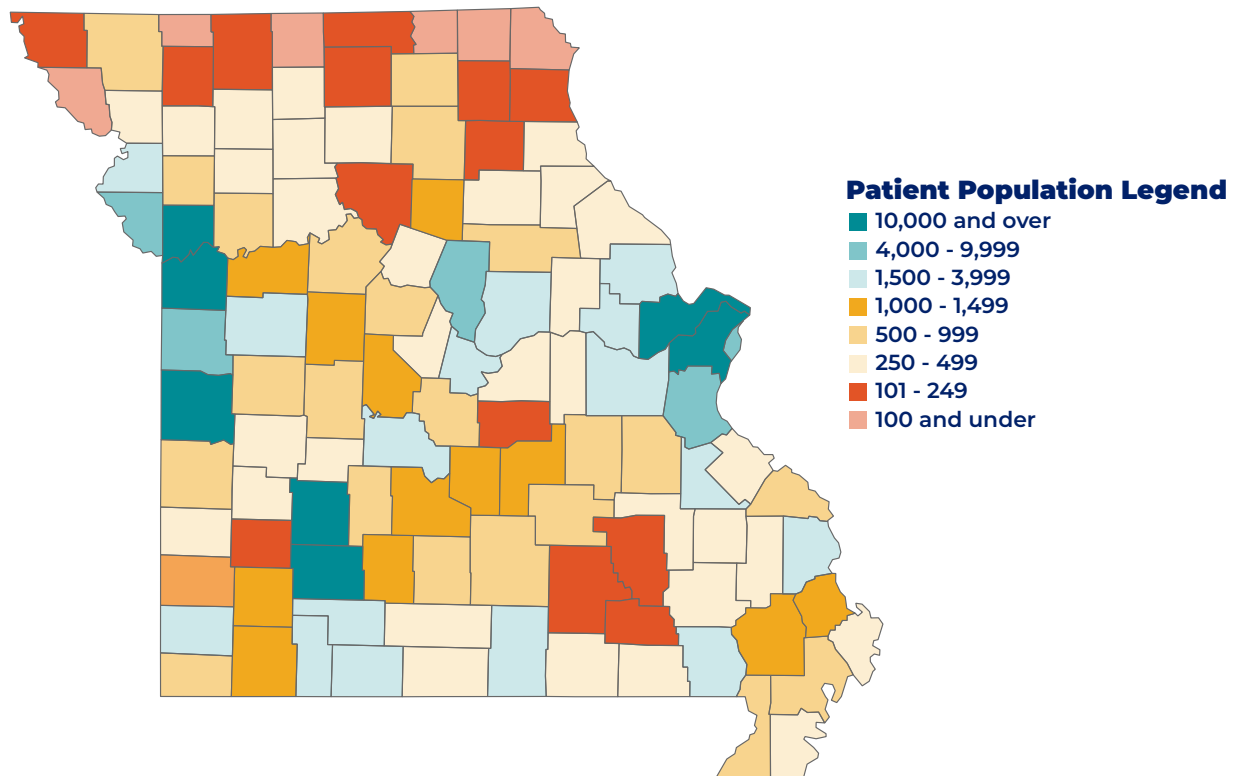 Patient Population Legend
10,000 and over
4,000 - 9,999
1,500 - 3,999
1,000 - 1,499
500 - 999
250 - 499
101 - 249
100 and under